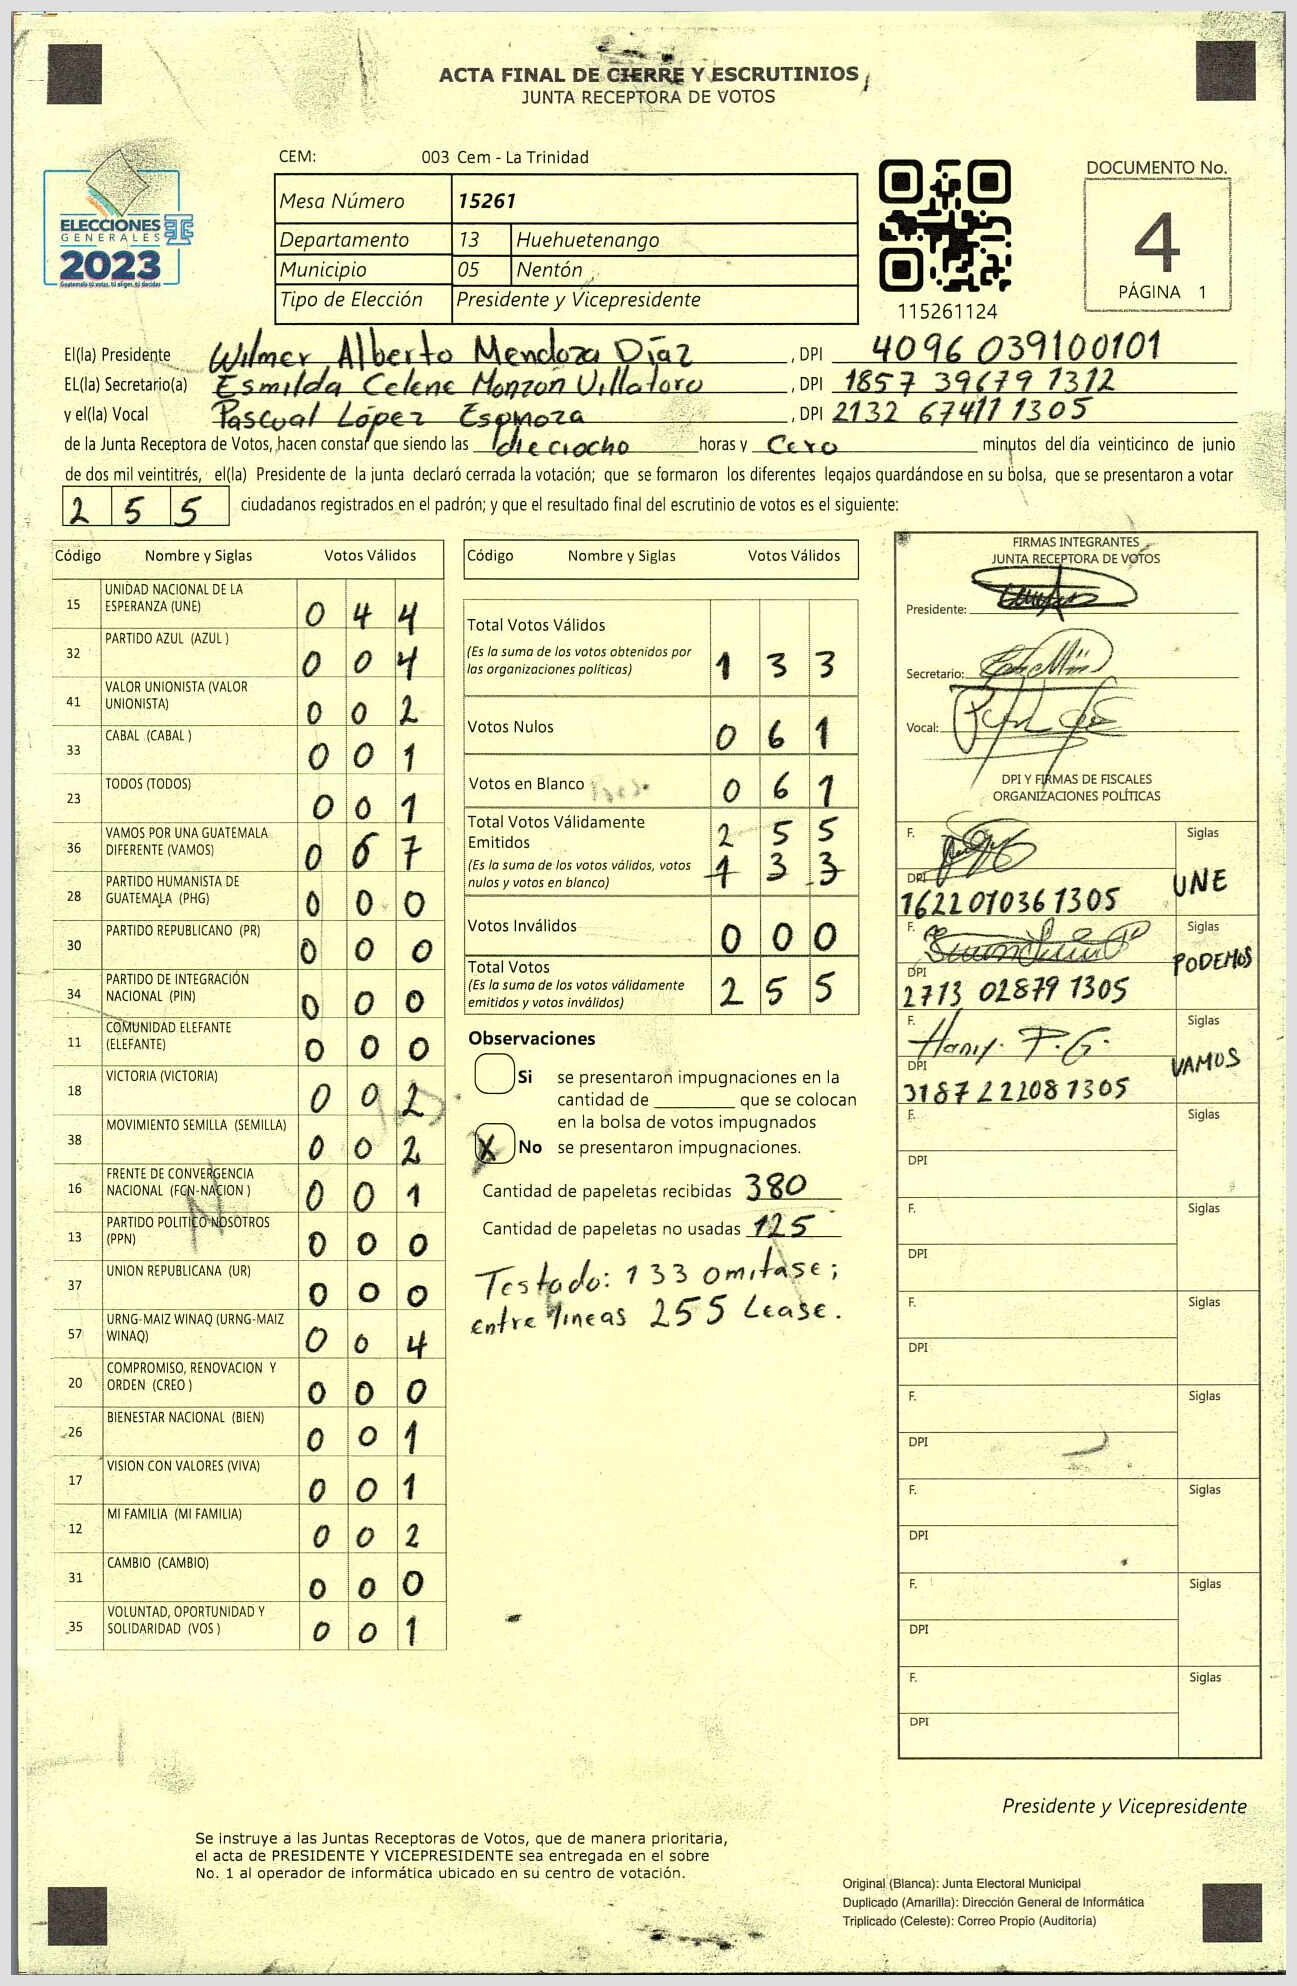 ACTA FINAL DE CIERRE Y ESCRUTINIOS
JUNTA RECEPTORA DE VOTOS
CEM: 003 Cem - La Trinidad
DOCUMENTO No.
4
PÁGINA 1
ELECCIONES
GENERALES
2023
Guatemala tú votas, tú eliges, tú decides
Mesa Número 15261
Departamento 13 Huehuetenango
Municipio 05 Nentón
Tipo de Elección Presidente y Vicepresidente
115261124
El(la) Presidente Wilmer Alberto Mendoza Díaz , DPI 4096 039100101
EL(la) Secretario(a) Esmilda Celene Monzón Villatoro , DPI 1857 39679 1312
y el(la) Vocal Pascual López Espinoza , DPI 2132 67411 1305
de la Junta Receptora de Votos, hacen constar que siendo las dieciocho horas y Cero minutos del día veinticinco de junio
de dos mil veintitrés, el(la) Presidente de la junta declaró cerrada la votación; que se formaron los diferentes legajos guardándose en su bolsa, que se presentaron a votar
2 5 5 ciudadanos registrados en el padrón; y que el resultado final del escrutinio de votos es el siguiente:
Código Nombre y Siglas Votos Válidos
15 UNIDAD NACIONAL DE LA
ESPERANZA (UNE) 0 4 4
32 PARTIDO AZUL (AZUL ) 0 0 4
41 VALOR UNIONISTA (VALOR
UNIONISTA) 0 0 2
33 CABAL (CABAL ) 0 0 1
23 TODOS (TODOS) 0 0 1
36 VAMOS POR UNA GUATEMALA
DIFERENTE (VAMOS) 0 6 7
28 PARTIDO HUMANISTA DE
GUATEMALA (PHG) 0 0 0
30 PARTIDO REPUBLICANO (PR) 0 0 0
34 PARTIDO DE INTEGRACIÓN
NACIONAL (PIN) 0 0 0
11 COMUNIDAD ELEFANTE
(ELEFANTE) 0 0 0
18 VICTORIA (VICTORIA) 0 0 2
38 MOVIMIENTO SEMILLA (SEMILLA) 0 0 2
16 FRENTE DE CONVERGENCIA
NACIONAL (FCN-NACION ) 0 0 1
13 PARTIDO POLITICO NOSOTROS
(PPN) 0 0 0
37 UNION REPUBLICANA (UR) 0 0 0
57 URNG-MAIZ WINAQ (URNG-MAIZ
WINAQ) 0 0 4
20 COMPROMISO, RENOVACION Y
ORDEN (CREO ) 0 0 0
26 BIENESTAR NACIONAL (BIEN) 0 0 1
17 VISION CON VALORES (VIVA) 0 0 1
12 MI FAMILIA (MI FAMILIA) 0 0 2
31 CAMBIO (CAMBIO) 0 0 0
35 VOLUNTAD, OPORTUNIDAD Y
SOLIDARIDAD (VOS ) 0 0 1
Código Nombre y Siglas Votos Válidos
Total Votos Válidos
(Es la suma de los votos obtenidos por
las organizaciones políticas) 1 3 3
Votos Nulos 0 6 1
Votos en Blanco 0 6 1
Total Votos Válidamente 2 5 5
Emitidos
(Es la suma de los votos válidos, votos 1 3 3
nulos y votos en blanco)
Votos Inválidos 0 0 0
Total Votos
(Es la suma de los votos válidamente
emitidos y votos inválidos) 2 5 5
Observaciones
Si se presentaron impugnaciones en la
cantidad de ________ que se colocan
en la bolsa de votos impugnados
X No se presentaron impugnaciones.
Cantidad de papeletas recibidas 380
Cantidad de papeletas no usadas 125
Testado: 133 omitase;
entre lineas 255 Lease.
FIRMAS INTEGRANTES
JUNTA RECEPTORA DE VOTOS
Presidente:
Secretario:
Vocal:
DPI Y FIRMAS DE FISCALES
ORGANIZACIONES POLÍTICAS
F. Siglas
DPI
1622010361305 UNE
F. Siglas
DPI PODEMOS
2713 02879 1305
F. Hany. P.G. Siglas
DPI VAMOS
3187 22208 1305
F. Siglas
DPI
F. Siglas
DPI
F. Siglas
DPI
F. Siglas
DPI
F. Siglas
DPI
F. Siglas
DPI
F. Siglas
DPI
Presidente y Vicepresidente
Se instruye a las Juntas Receptoras de Votos, que de manera prioritaria,
el acta de PRESIDENTE Y VICEPRESIDENTE sea entregada en el sobre
No. 1 al operador de informática ubicado en su centro de votación.
Original (Blanca): Junta Electoral Municipal
Duplicado (Amarilla): Dirección General de Informática
Triplicado (Celeste): Correo Propio (Auditoría)